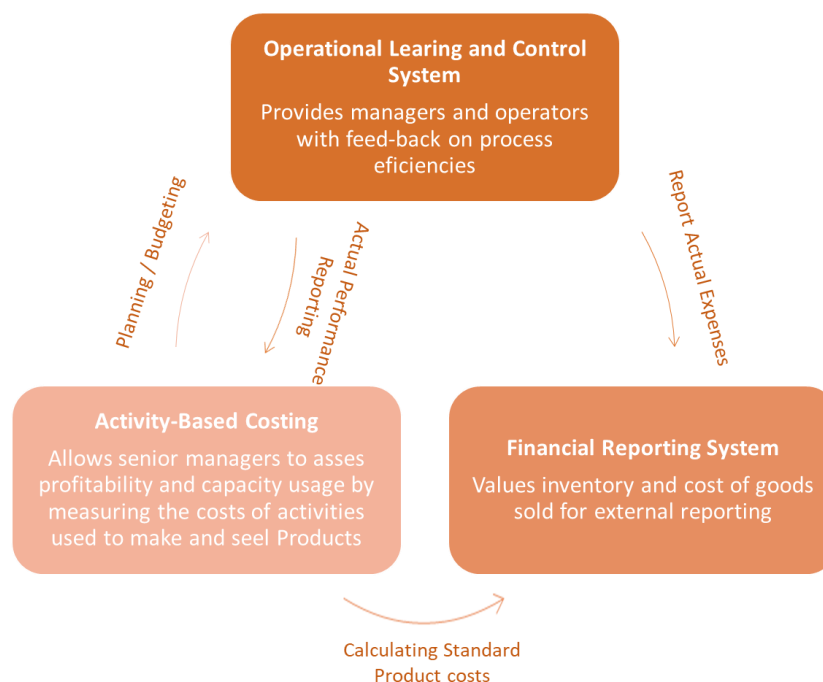 Operational Learing and Control
System
Provides managers and operators
with feed-back on process
eficiencies
Planning / Budgeting
Actual Performance
Reporting
Report Actual Expenses
Activity-Based Costing
Allows senior managers to asses
profitability and capacity usage by
measuring the costs of activities
used to make and seel Products
Financial Reporting System
Values inventory and cost of goods
sold for external reporting
Calculating Standard
Product costs